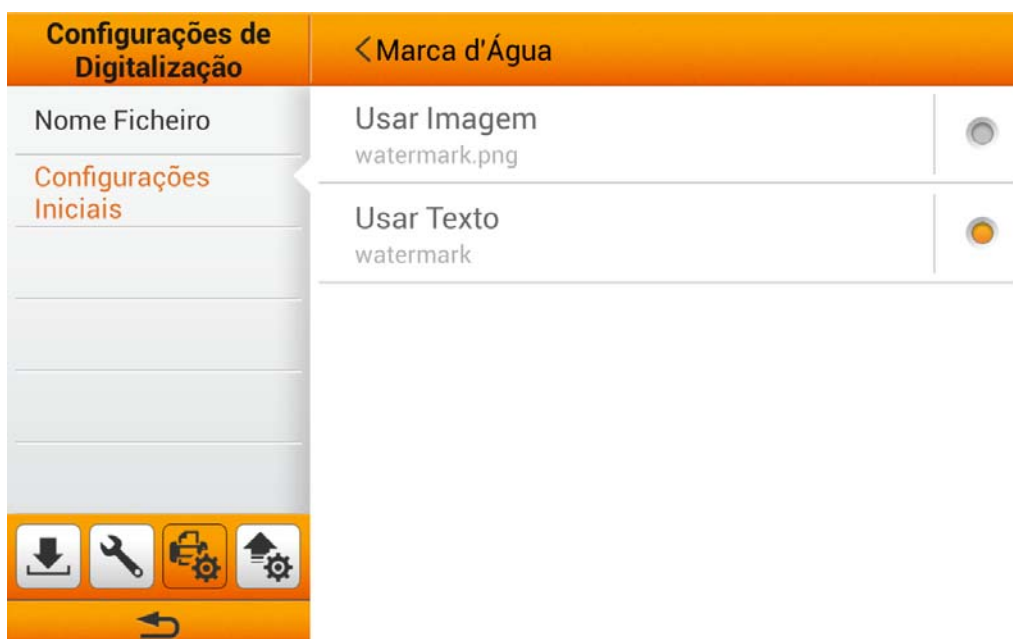 Configurações de
Digitalização
<Marca d'Água
Nome Ficheiro
Configurações
Iniciais
Usar Imagem
watermark.png
Usar Texto
watermark